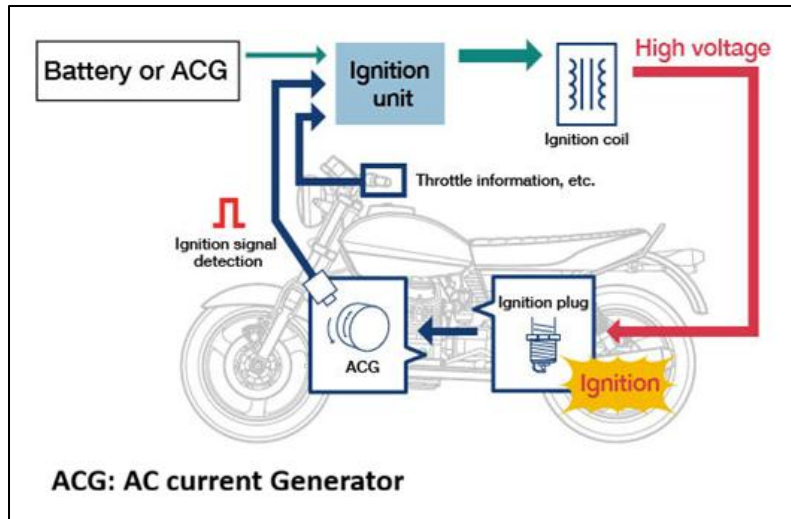 Battery or ACG
Ignition
unit
High voltage
Ignition coil
Throttle information, etc.
Ignition signal
detection
Ignition plug
ACG
Ignition
ACG: AC current Generator